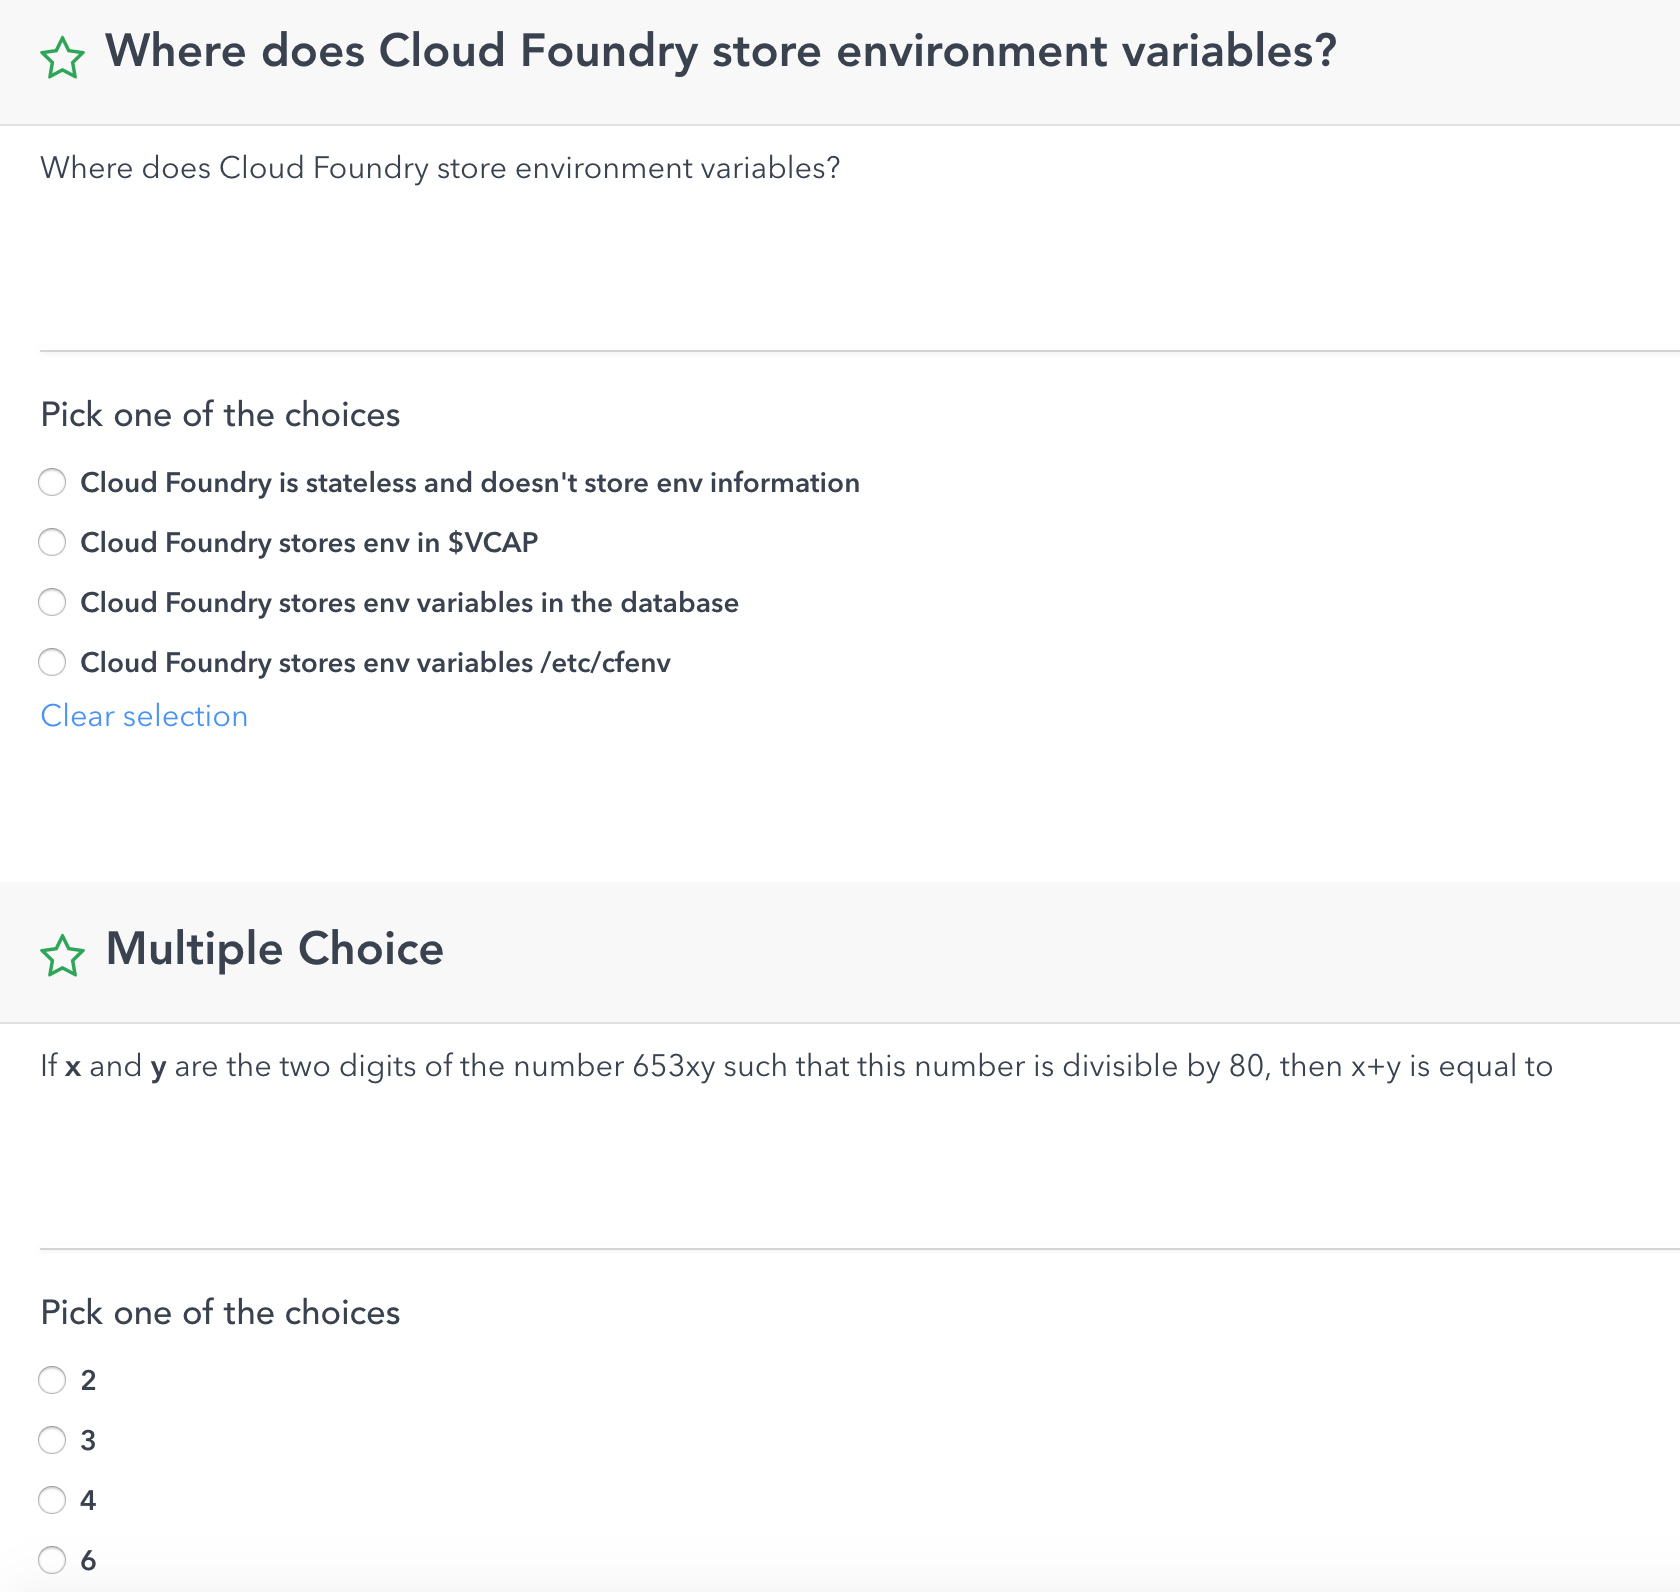 Where does Cloud Foundry store environment variables?
Where does Cloud Foundry store environment variables?
Pick one of the choices
Cloud Foundry is stateless and doesn't store env information
Cloud Foundry stores env in $VCAP
Cloud Foundry stores env variables in the database
Cloud Foundry stores env variables /etc/cfenv
Clear selection
Multiple Choice
If x and y are the two digits of the number 653xy such that this number is divisible by 80, then x+y is equal to
Pick one of the choices
2
3
4
6